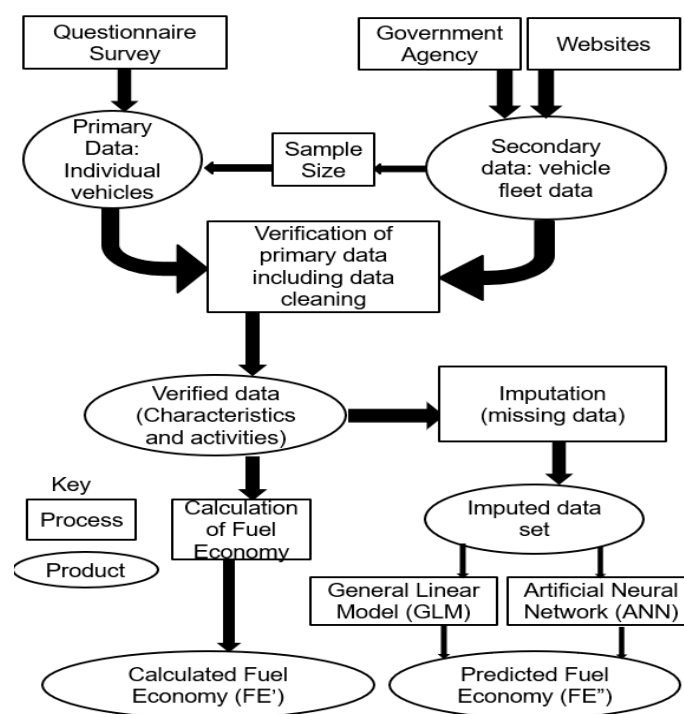 Questionnaire
Survey
Government
Agency
Websites
Primary
Data:
Individual
vehicles
Sample
Size
Secondary
data: vehicle
fleet data
Verification of
primary data
including data
cleaning
Verified data
(Characteristics
and activities)
Imputation
(missing data)
Key
Process
Product
Calculation
of Fuel
Economy
Imputed data
set
General Linear
Model (GLM)
Artificial Neural
Network (ANN)
Calculated Fuel
Economy (FE’)
Predicted Fuel
Economy (FE”)